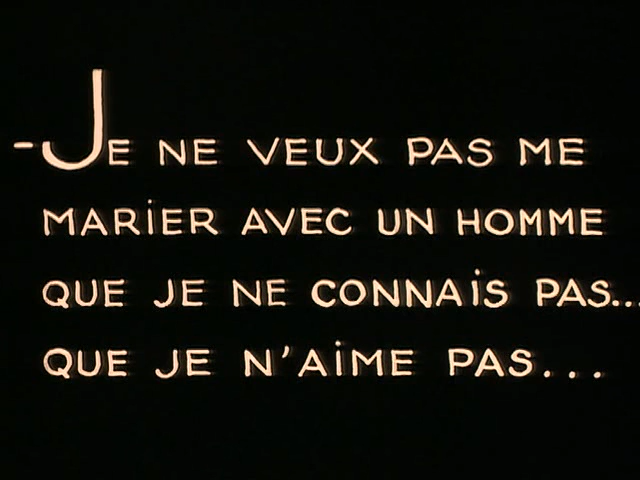 -JE NE VEUX PAS ME
MARIER AVEC UN HOMME
QUE JE NE CONNAIS PAS...
QUE JE N'AIME PAS...